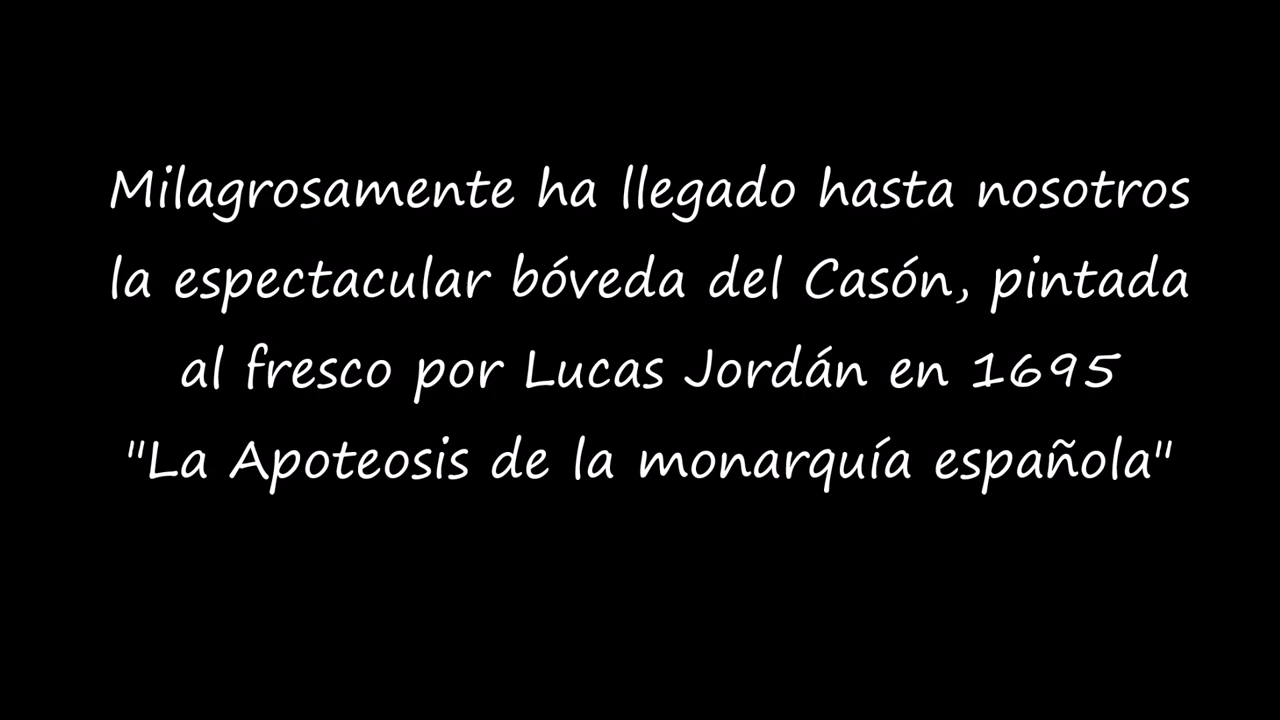 Milagrosamente ha llegado hasta nosotros
la espectacular bóveda del Casón, pintada
al fresco por Lucas Jordán en 1695
"La Apoteosis de la monarquía española"